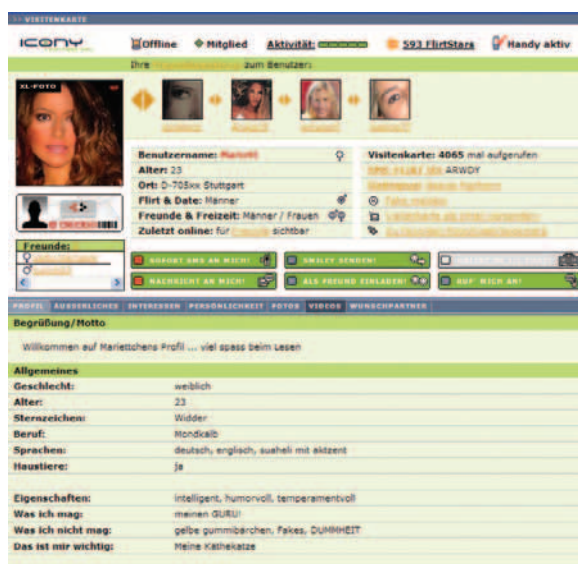 VISITENKARTE
ICONY Offline Mitglied Aktivität: 593 FlirtStars Handy aktiv
Ihre zum Benutzer:
XL-FOTO
Benutzername: Visitenkarte: 4065 mal aufgerufen
Alter: 23 ARWDY
Ort: D-705xx Stuttgart
Flirt & Date: Männer
Freunde & Freizeit: Männer / Frauen
Zuletzt online: für sichtbar
Freunde:
SOFORT SMS AN MICH! SMILEY SENDEN!
NACHRICHT AN MICH! ALS FREUND EINLADEN! RUF' MICH AN!
PROFIL ÄUSSERLICHES INTERESSEN PERSÖNLICHKEIT FOTOS VIDEOS WUNSCHPARTNER
Begrüßung/Motto
Willkommen auf Mariettchens Profil ... viel spass beim Lesen
Allgemeines
Geschlecht: weiblich
Alter: 23
Sternzeichen: Widder
Beruf: Mondkalb
Sprachen: deutsch, englisch, suaheli mit aktzent
Haustiere: ja
Eigenschaften: intelligent, humorvoll, temperamentvoll
Was ich mag: meinen GURU!
Was ich nicht mag: gelbe gummibärchen, Fakes, DUMMHEIT
Das ist mir wichtig: Meine Käthekatze